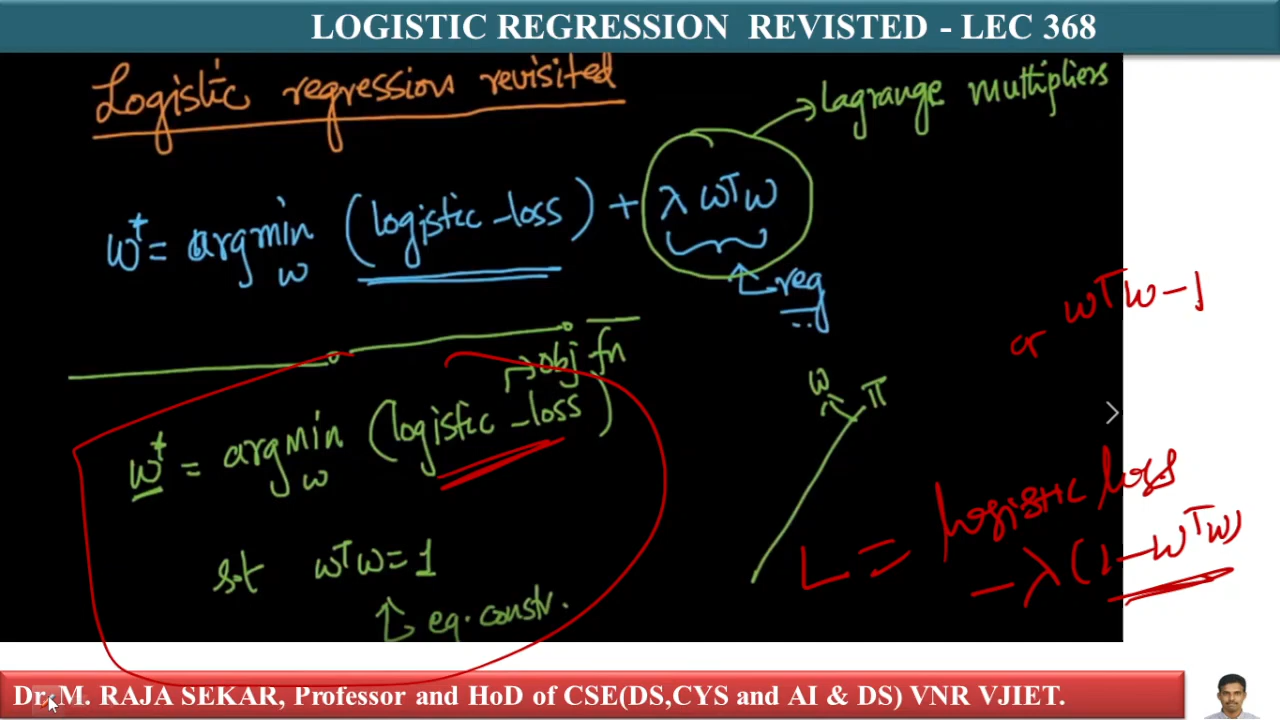 LOGISTIC REGRESSION REVISTED - LEC 368
Logistic regression revisited
Lagrange multipliers
w* = argmin (logistic-loss) + λ wᵀw
w
reg
or wᵀw-1
obj fn
w* = argmin (logistic-loss)
w
w π
L = logistic loss
-λ (1-wᵀw)
s.t wᵀw=1
eq. constr.
Dr. M. RAJA SEKAR, Professor and HoD of CSE(DS,CYS and AI & DS) VNR VJIET.